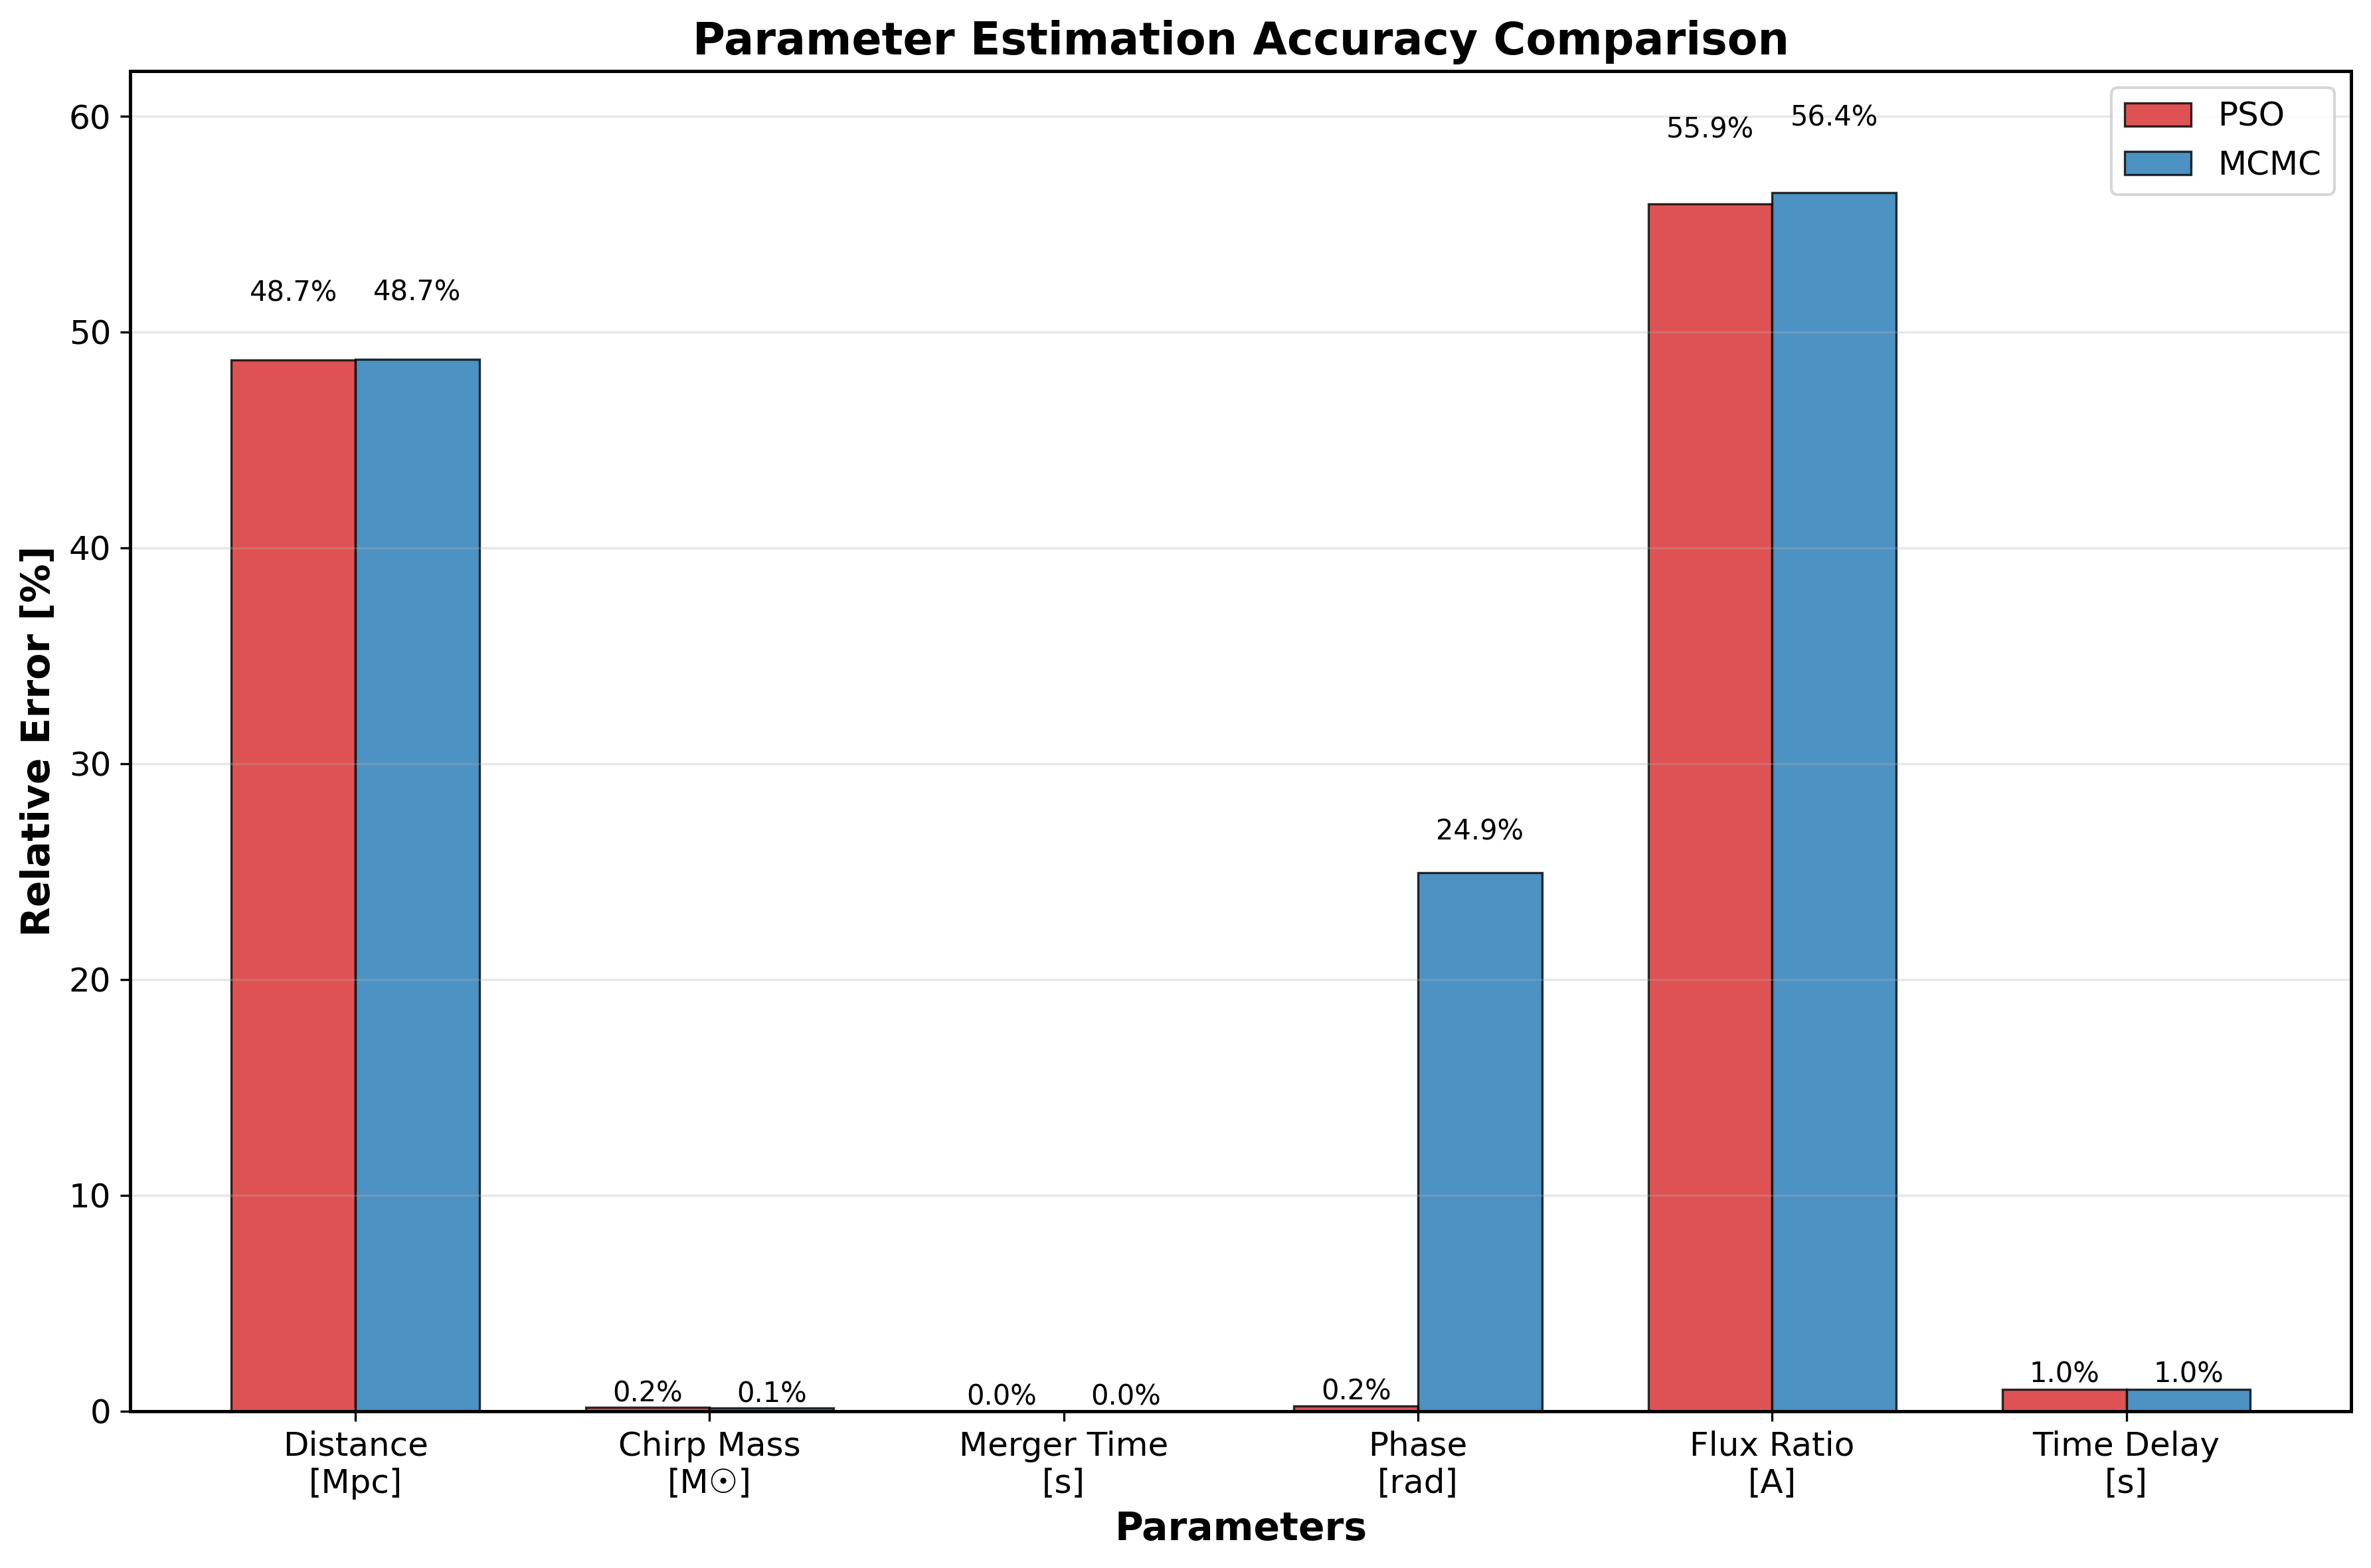 Parameter Estimation Accuracy Comparison
PSO
MCMC
Relative Error [%]
60
50
40
30
20
10
0
48.7% 48.7%
0.2% 0.1%
0.0% 0.0%
0.2% 24.9%
55.9% 56.4%
1.0% 1.0%
Distance
[Mpc]
Chirp Mass
[M☉]
Merger Time
[s]
Phase
[rad]
Flux Ratio
[A]
Time Delay
[s]
Parameters